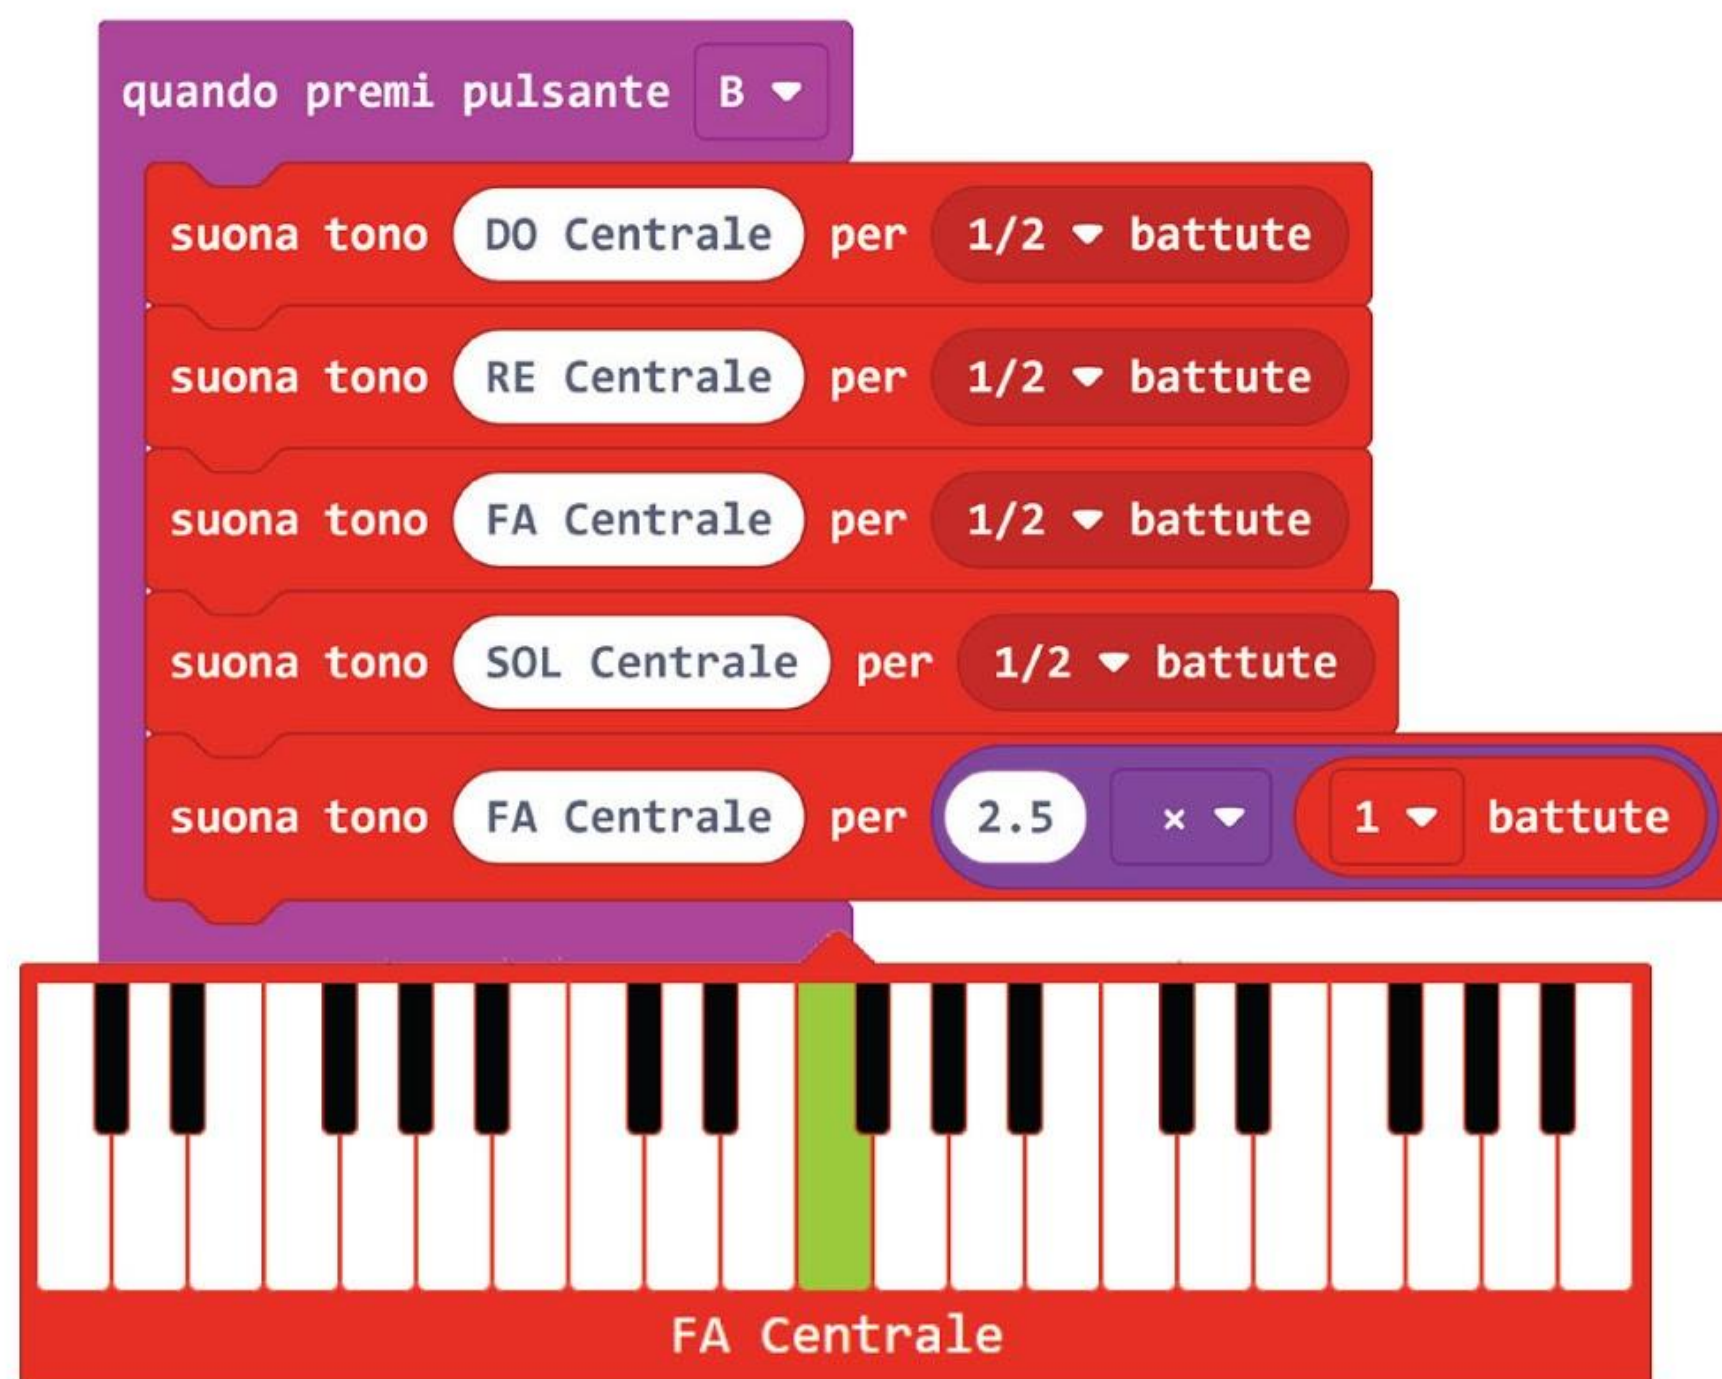 quando premi pulsante B
suona tono DO Centrale per 1/2 battute
suona tono RE Centrale per 1/2 battute
suona tono FA Centrale per 1/2 battute
suona tono SOL Centrale per 1/2 battute
suona tono FA Centrale per 2.5 × 1 battute
FA Centrale